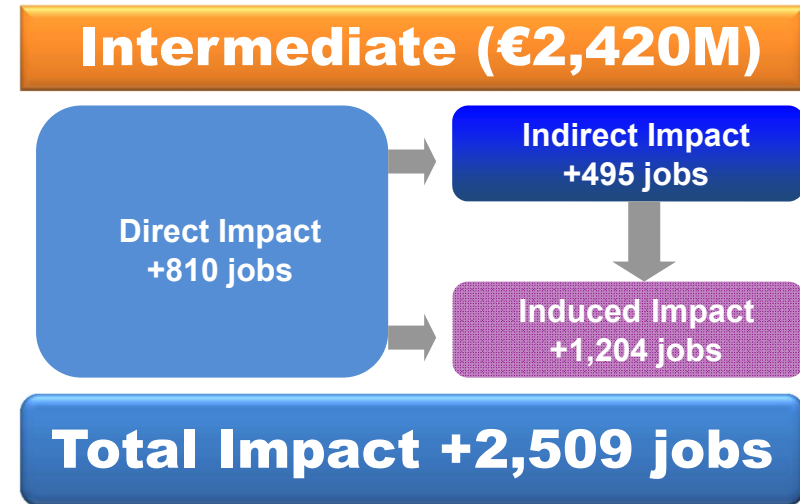 Intermediate (€2,420M)
Direct Impact
+810 jobs
Indirect Impact
+495 jobs
Induced Impact
+1,204 jobs
Total Impact +2,509 jobs